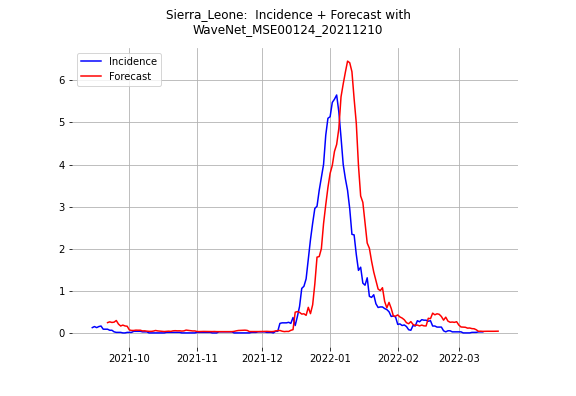 Sierra_Leone:  Incidence + Forecast with
WaveNet_MSE00124_20211210
Incidence
Forecast
6
5
4
3
2
1
0
2021-10 2021-11 2021-12 2022-01 2022-02 2022-03